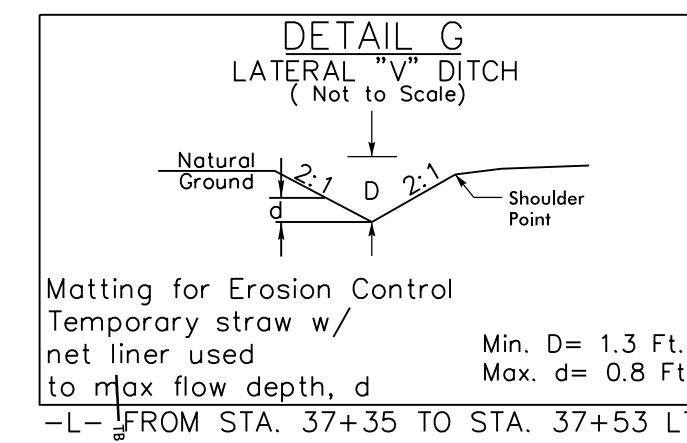 DETAIL G
LATERAL "V" DITCH
( Not to Scale)
Natural
Ground
2:1
D
2:1
d
Shoulder
Point
Matting for Erosion Control
Temporary straw w/
net liner used
to max flow depth, d
Min. D= 1.3 Ft.
Max. d= 0.8 Ft
-L- FROM STA. 37+35 TO STA. 37+53 LT
TB